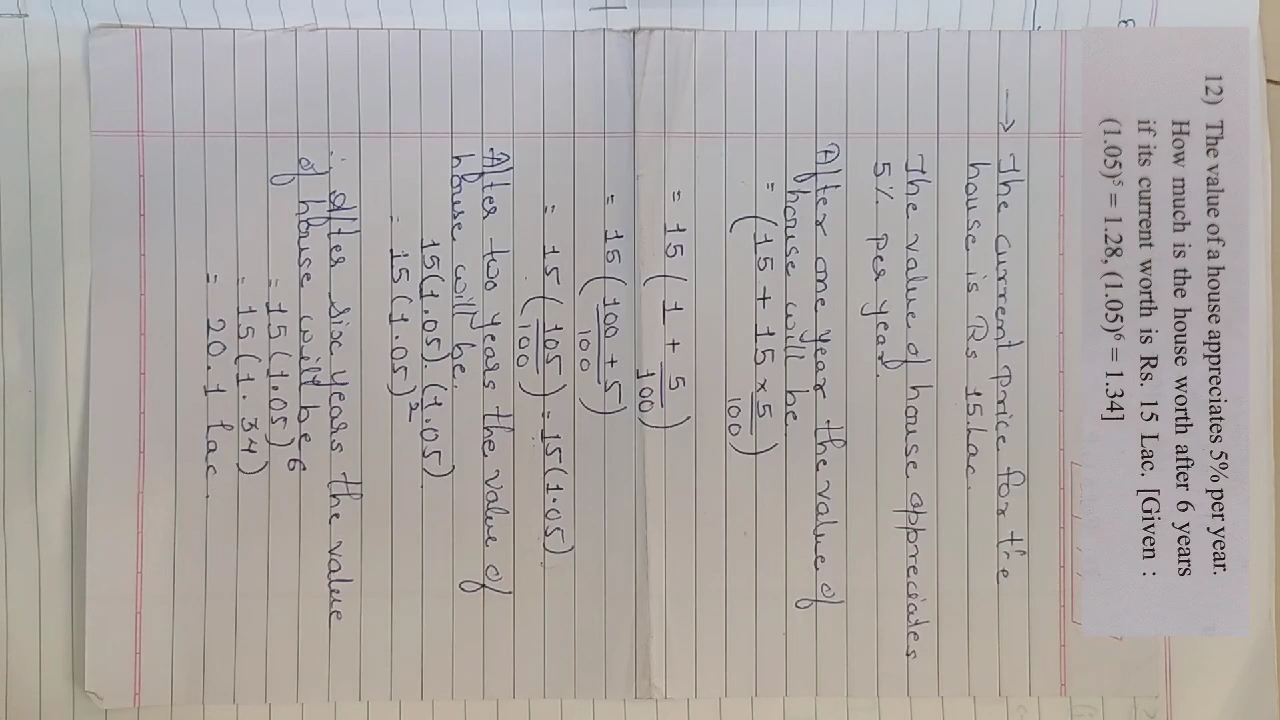 12) The value of a house appreciates 5% per year.
How much is the house worth after 6 years
if its current worth is Rs. 15 Lac. [Given :
(1.05)⁵ = 1.28, (1.05)⁶ = 1.34]
→ The current price for the
house is Rs 15 Lac.
The value of house appreciates
5% per year.
After one year the value of
house will be
= (15 + 15 × 5/100)
= 15 (1 + 5/100)
= 15 (100 + 5/100)
= 15 (105/100) = 15(1.05)
After two years the value of
house will be.
15(1.05).(1.05).
= 15(1.05)²
∴ After six years the value
of house will be
= 15(1.05)⁶
= 15(1.34)
= 20.1 lac.